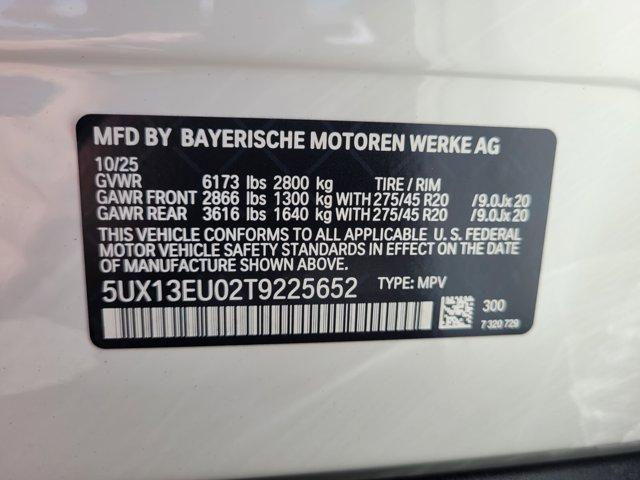 MFD BY BAYERISCHE MOTOREN WERKE AG
10/25
GVWR 6173 lbs 2800 kg TIRE / RIM
GAWR FRONT 2866 lbs 1300 kg WITH 275/45 R20 /9.0Jx20
GAWR REAR 3616 lbs 1640 kg WITH 275/45 R20 /9.0Jx20
THIS VEHICLE CONFORMS TO ALL APPLICABLE U.S. FEDERAL
MOTOR VEHICLE SAFETY STANDARDS IN EFFECT ON THE DATE
OF MANUFACTURE SHOWN ABOVE.
5UX13EU02T9225652 TYPE: MPV
300
7 320 729